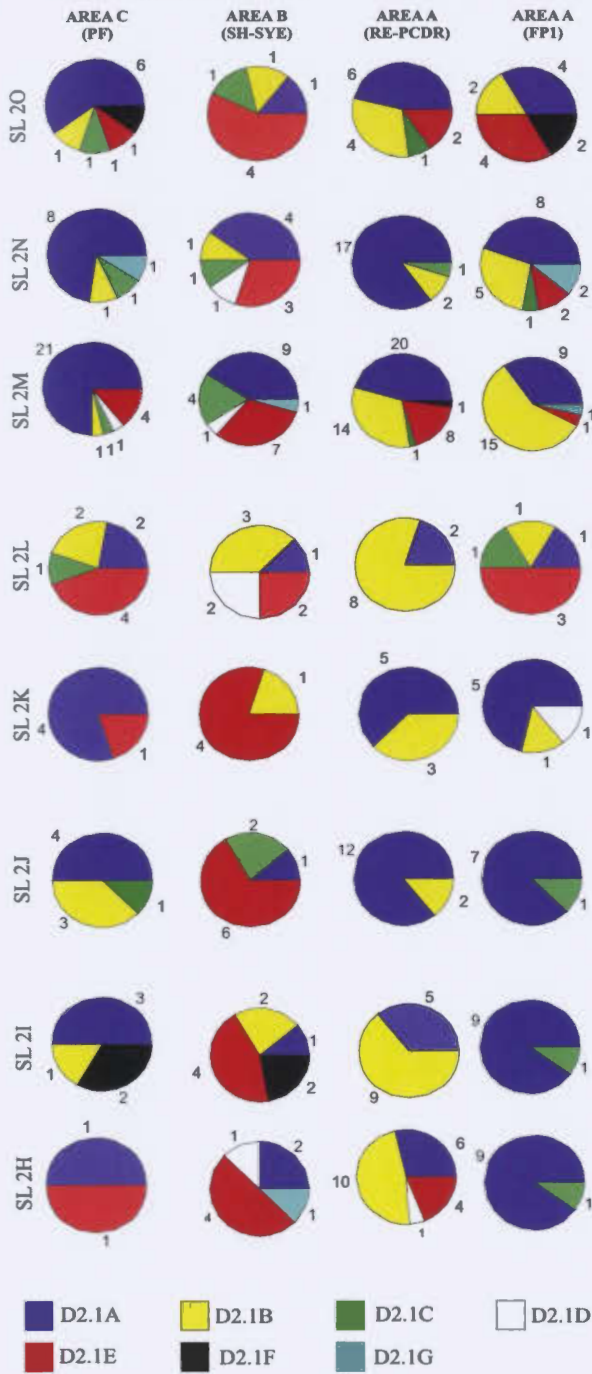 AREA C AREA B AREA A AREA A
(PF) (SH-SYE) (RE-PCDR) (FP1)
SL 2O
6 1 1 1 1
1 1 1 4
6 4 1 2
2 4 4 2
SL 2N
8 1 1 1
4 1 1 1 3
17 1 2
8 5 1 2 2
SL 2M
21 4 1 1 1
9 4 1 1 7
20 14 1 8 1
9 15 1 1
SL 2L
2 2 1 4
3 1 2 2
2 8
1 1 1 3
SL 2K
4 1
1 4
5 3
5 1 1
SL 2J
4 3 1
2 1 6
12 2
7 1
SL 2I
3 1 2
2 1 4 2
5 9
9 1
SL 2H
1 1
1 2 4 1
6 10 1 4
9 1
D2.1A D2.1B D2.1C D2.1D
D2.1E D2.1F D2.1G